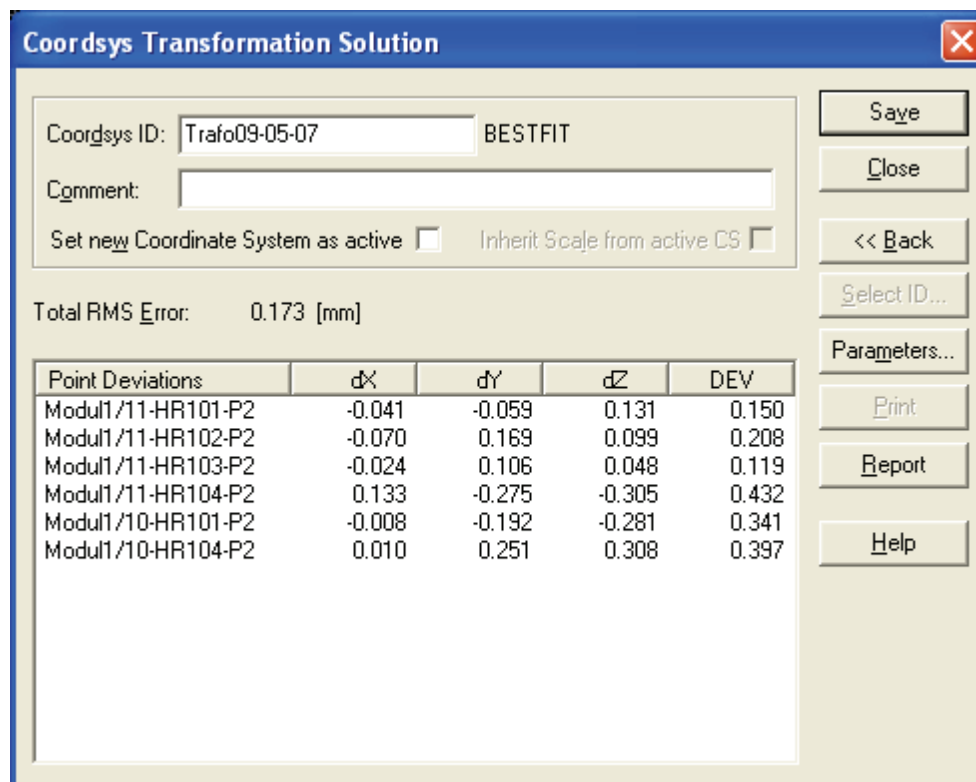 Coordsys Transformation Solution
Coordsys ID: Trafo09-05-07 BESTFIT
Comment:
Set new Coordinate System as active Inherit Scale from active CS
Total RMS Error: 0.173 [mm]
Point Deviations dX dY dZ DEV
Modul1/11-HR101-P2 -0.041 -0.059 0.131 0.150
Modul1/11-HR102-P2 -0.070 0.169 0.099 0.208
Modul1/11-HR103-P2 -0.024 0.106 0.048 0.119
Modul1/11-HR104-P2 0.133 -0.275 -0.305 0.432
Modul1/10-HR101-P2 -0.008 -0.192 -0.281 0.341
Modul1/10-HR104-P2 0.010 0.251 0.308 0.397
Save
Close
<< Back
Select ID...
Parameters...
Print
Report
Help